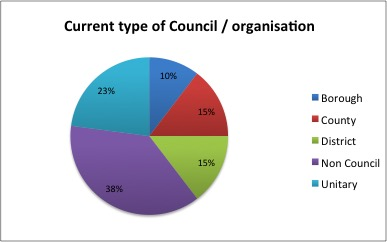 Current type of Council / organisation
10%
15%
15%
38%
23%
Borough
County
District
Non Council
Unitary